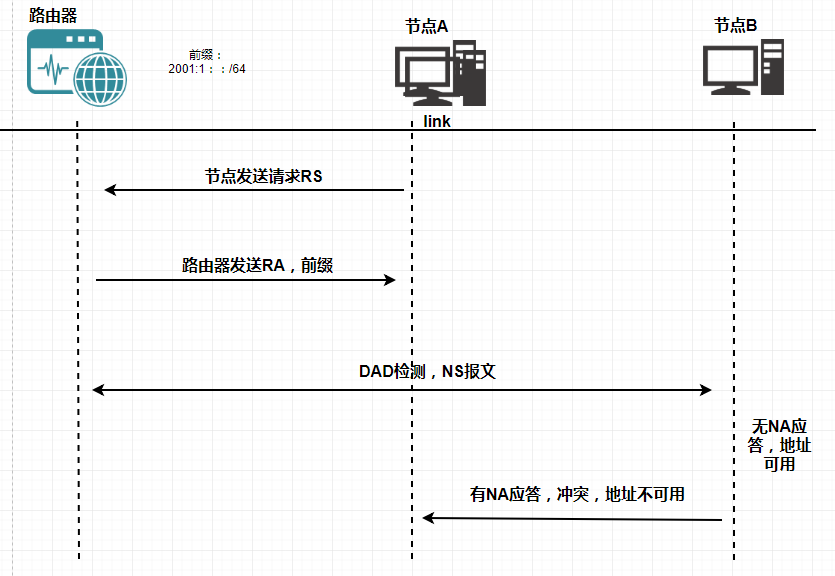 路由器
节点A
节点B
前缀：
2001:1：：/64
link
节点发送请求RS
路由器发送RA，前缀
DAD检测，NS报文
无NA应
答，地址
可用
有NA应答，冲突，地址不可用